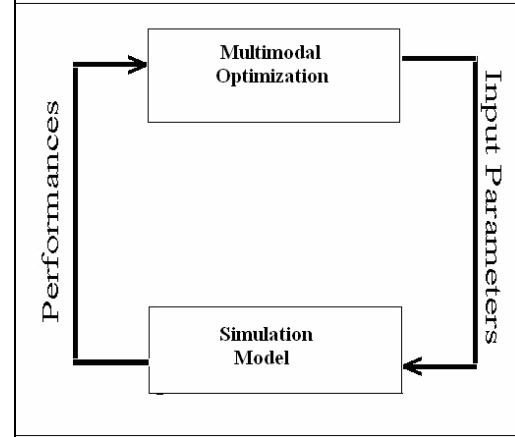 Multimodal
Optimization
Performances
Input Parameters
Simulation
Model